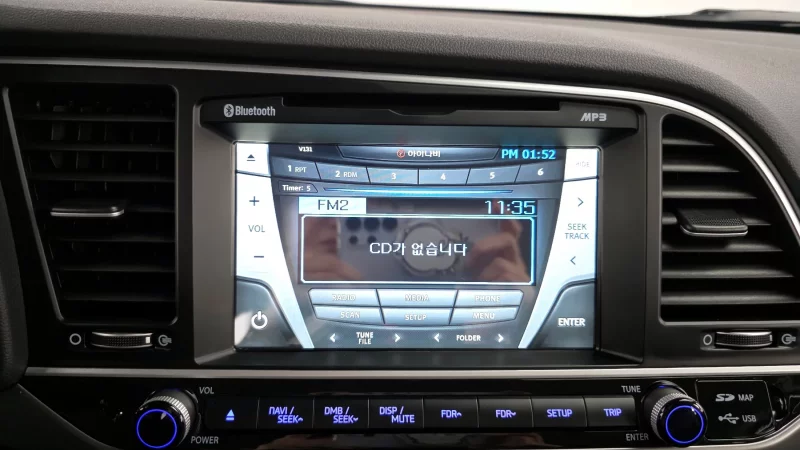 Bluetooth
MP3
V131
아이나비
PM 01:52
1 RPT
2 RDM
3
4
5
6
RISE
Timer: 5
FM2
11:35
+
VOL
−
SEEK
TRACK
CD가 없습니다
RADIO
MEDIA
PHONE
SCAN
SETUP
MENU
TUNE
FILE
FOLDER
ENTER
VOL
POWER
NAVI /
SEEK
DMB /
SEEK
DISP /
MUTE
FDR
FDR
SETUP
TRIP
TUNE
ENTER
SD MAP
USB